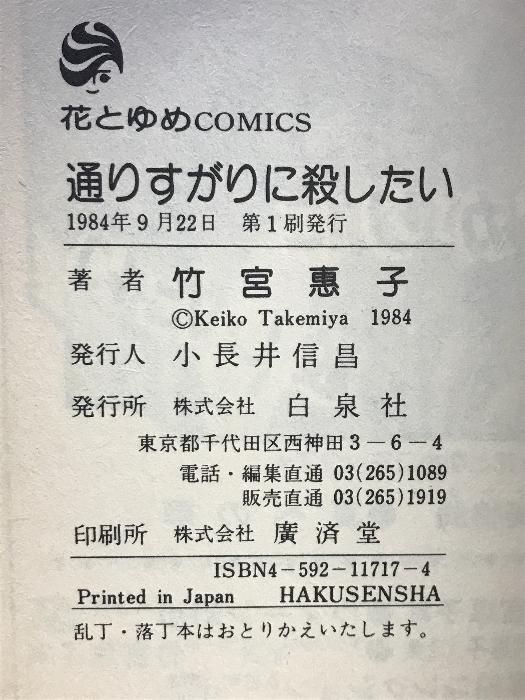 花とゆめCOMICS
通りすがりに殺したい
1984年9月22日 第1刷発行
著者 竹宮惠子
©Keiko Takemiya 1984
発行人 小長井信昌
発行所 株式会社 白泉社
東京都千代田区西神田3－6－4
電話・編集直通 03(265)1089
販売直通 03(265)1919
印刷所 株式会社 廣済堂
ISBN4－592－11717－4
Printed in Japan HAKUSENSHA
乱丁・落丁本はおとりかえいたします。